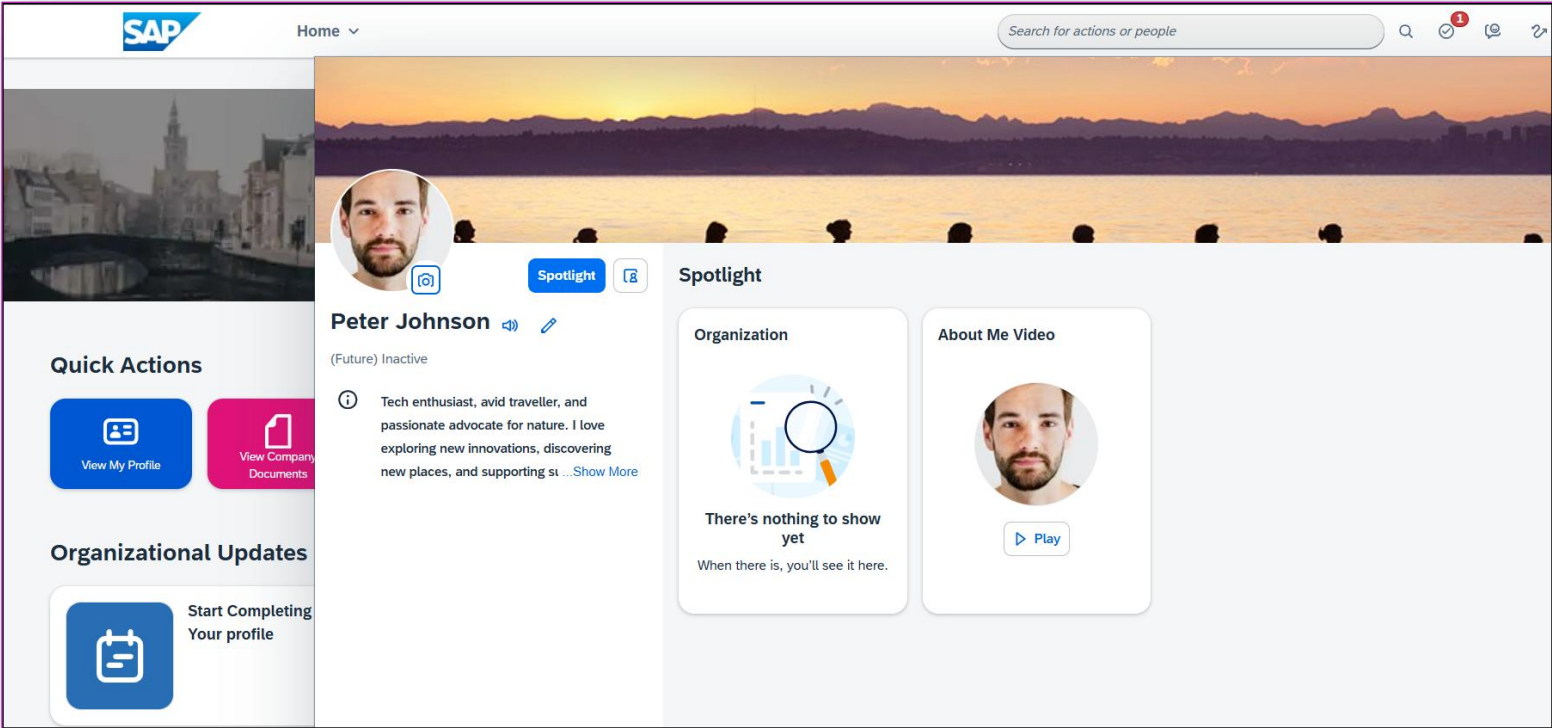 SAP
Home
Search for actions or people
1
Spotlight
Peter Johnson
(Future) Inactive
Tech enthusiast, avid traveller, and
passionate advocate for nature. I love
exploring new innovations, discovering
new places, and supporting su ...Show More
Spotlight
Organization
There's nothing to show
yet
When there is, you'll see it here.
About Me Video
Play
Quick Actions
View My Profile
View Company
Documents
Organizational Updates
Start Completing
Your profile